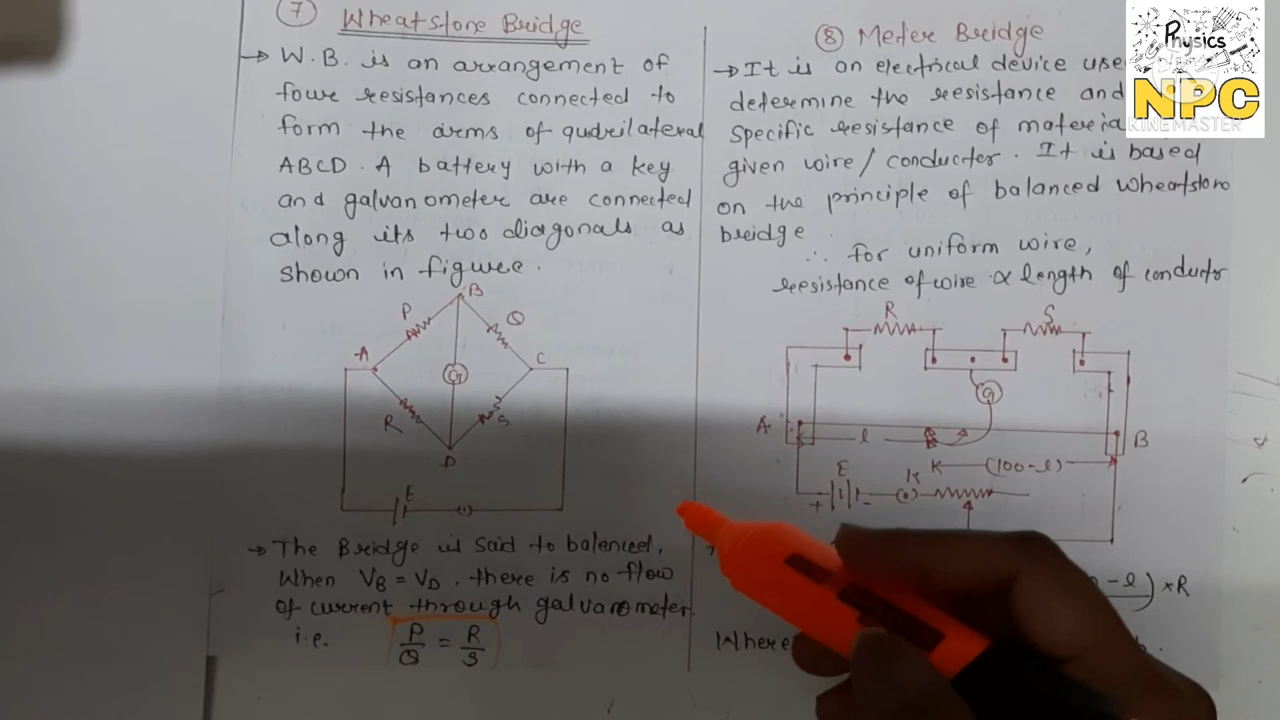 7 Wheatstone Bridge
→ W.B. is an arrangement of
four resistances connected to
form the arms of qudrilateral
ABCD. A battery with a key
and galvanometer are connected
along its two diagonals as
shown in figure.
B
P
Q
A
C
G
R
S
D
E
→ The Bridge is said to balanced,
When VB = VD, there is no flow
of current through galvanometer.
i.e. P/Q = R/S
8 Meter Bridge
→ It is an electrical device use
determine the resistance and
specific resistance of materia
given wire/conductor. It is based
on the principle of balanced wheatston
bridge.
∴ for uniform wire,
resistance of wire ∝ length of conductor
R
S
G
A
l
B
(100-l)
E
K
+
-
-l) × R
Where
Physics
NPC
KINEMASTER